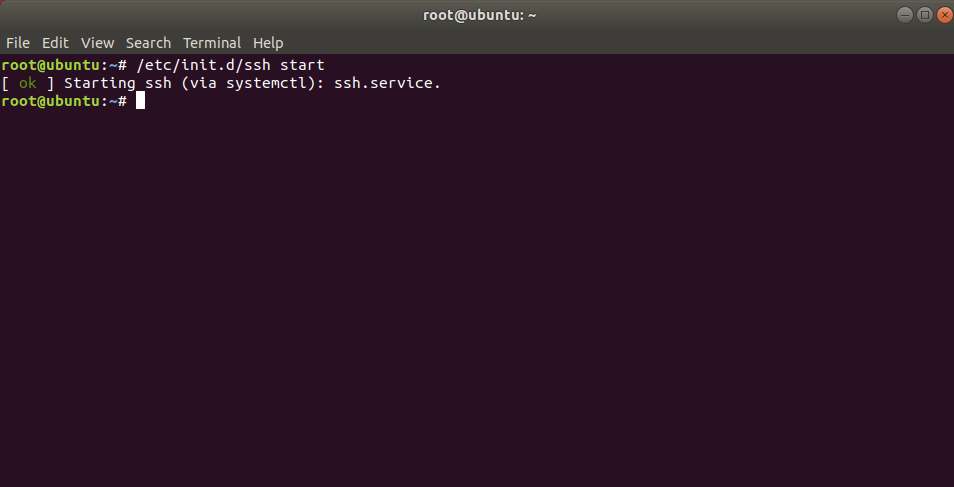 root@ubuntu: ~
File Edit View Search Terminal Help
root@ubuntu:~# /etc/init.d/ssh start
[ ok ] Starting ssh (via systemctl): ssh.service.
root@ubuntu:~#